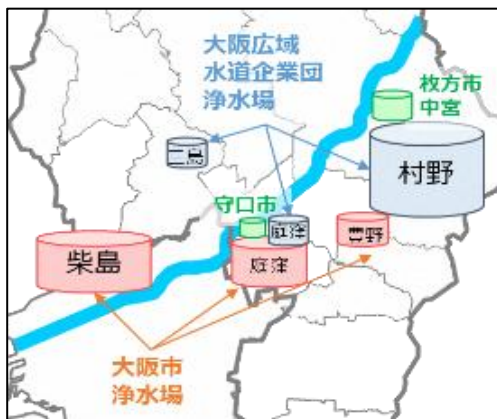 大阪広域
水道企業団
浄水場
枚方市
中宮
三島
村野
守口市
庭窪
豊野
柴島
庭窪
大阪市
浄水場